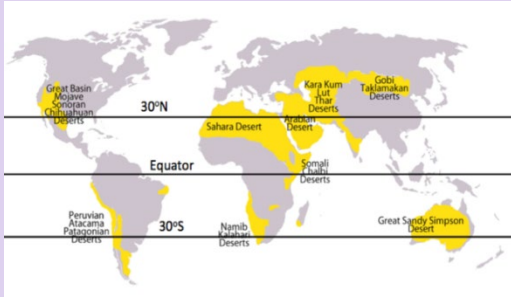 Great Basin
Mojave
Sonoran
Chihuahuan
Deserts
30ºN
Sahara Desert
Arabian
Desert
Kara Kum
Lut
Thar
Deserts
Gobi
Taklamakan
Deserts
Equator
Somali
Chalbi
Deserts
Peruvian
Atacama
Patagonian
Deserts
30ºS
Namib
Kalahari
Deserts
Great Sandy Simpson
Desert